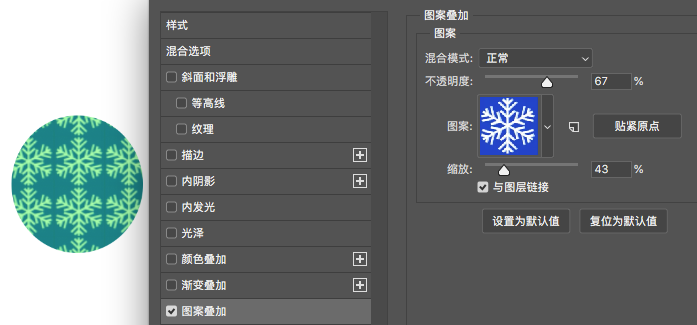 样式
混合选项
斜面和浮雕
等高线
纹理
描边
内阴影
内发光
光泽
颜色叠加
渐变叠加
图案叠加
图案叠加
图案
混合模式: 正常
不透明度: 67 %
图案: 贴紧原点
缩放: 43 %
与图层链接
设置为默认值 复位为默认值